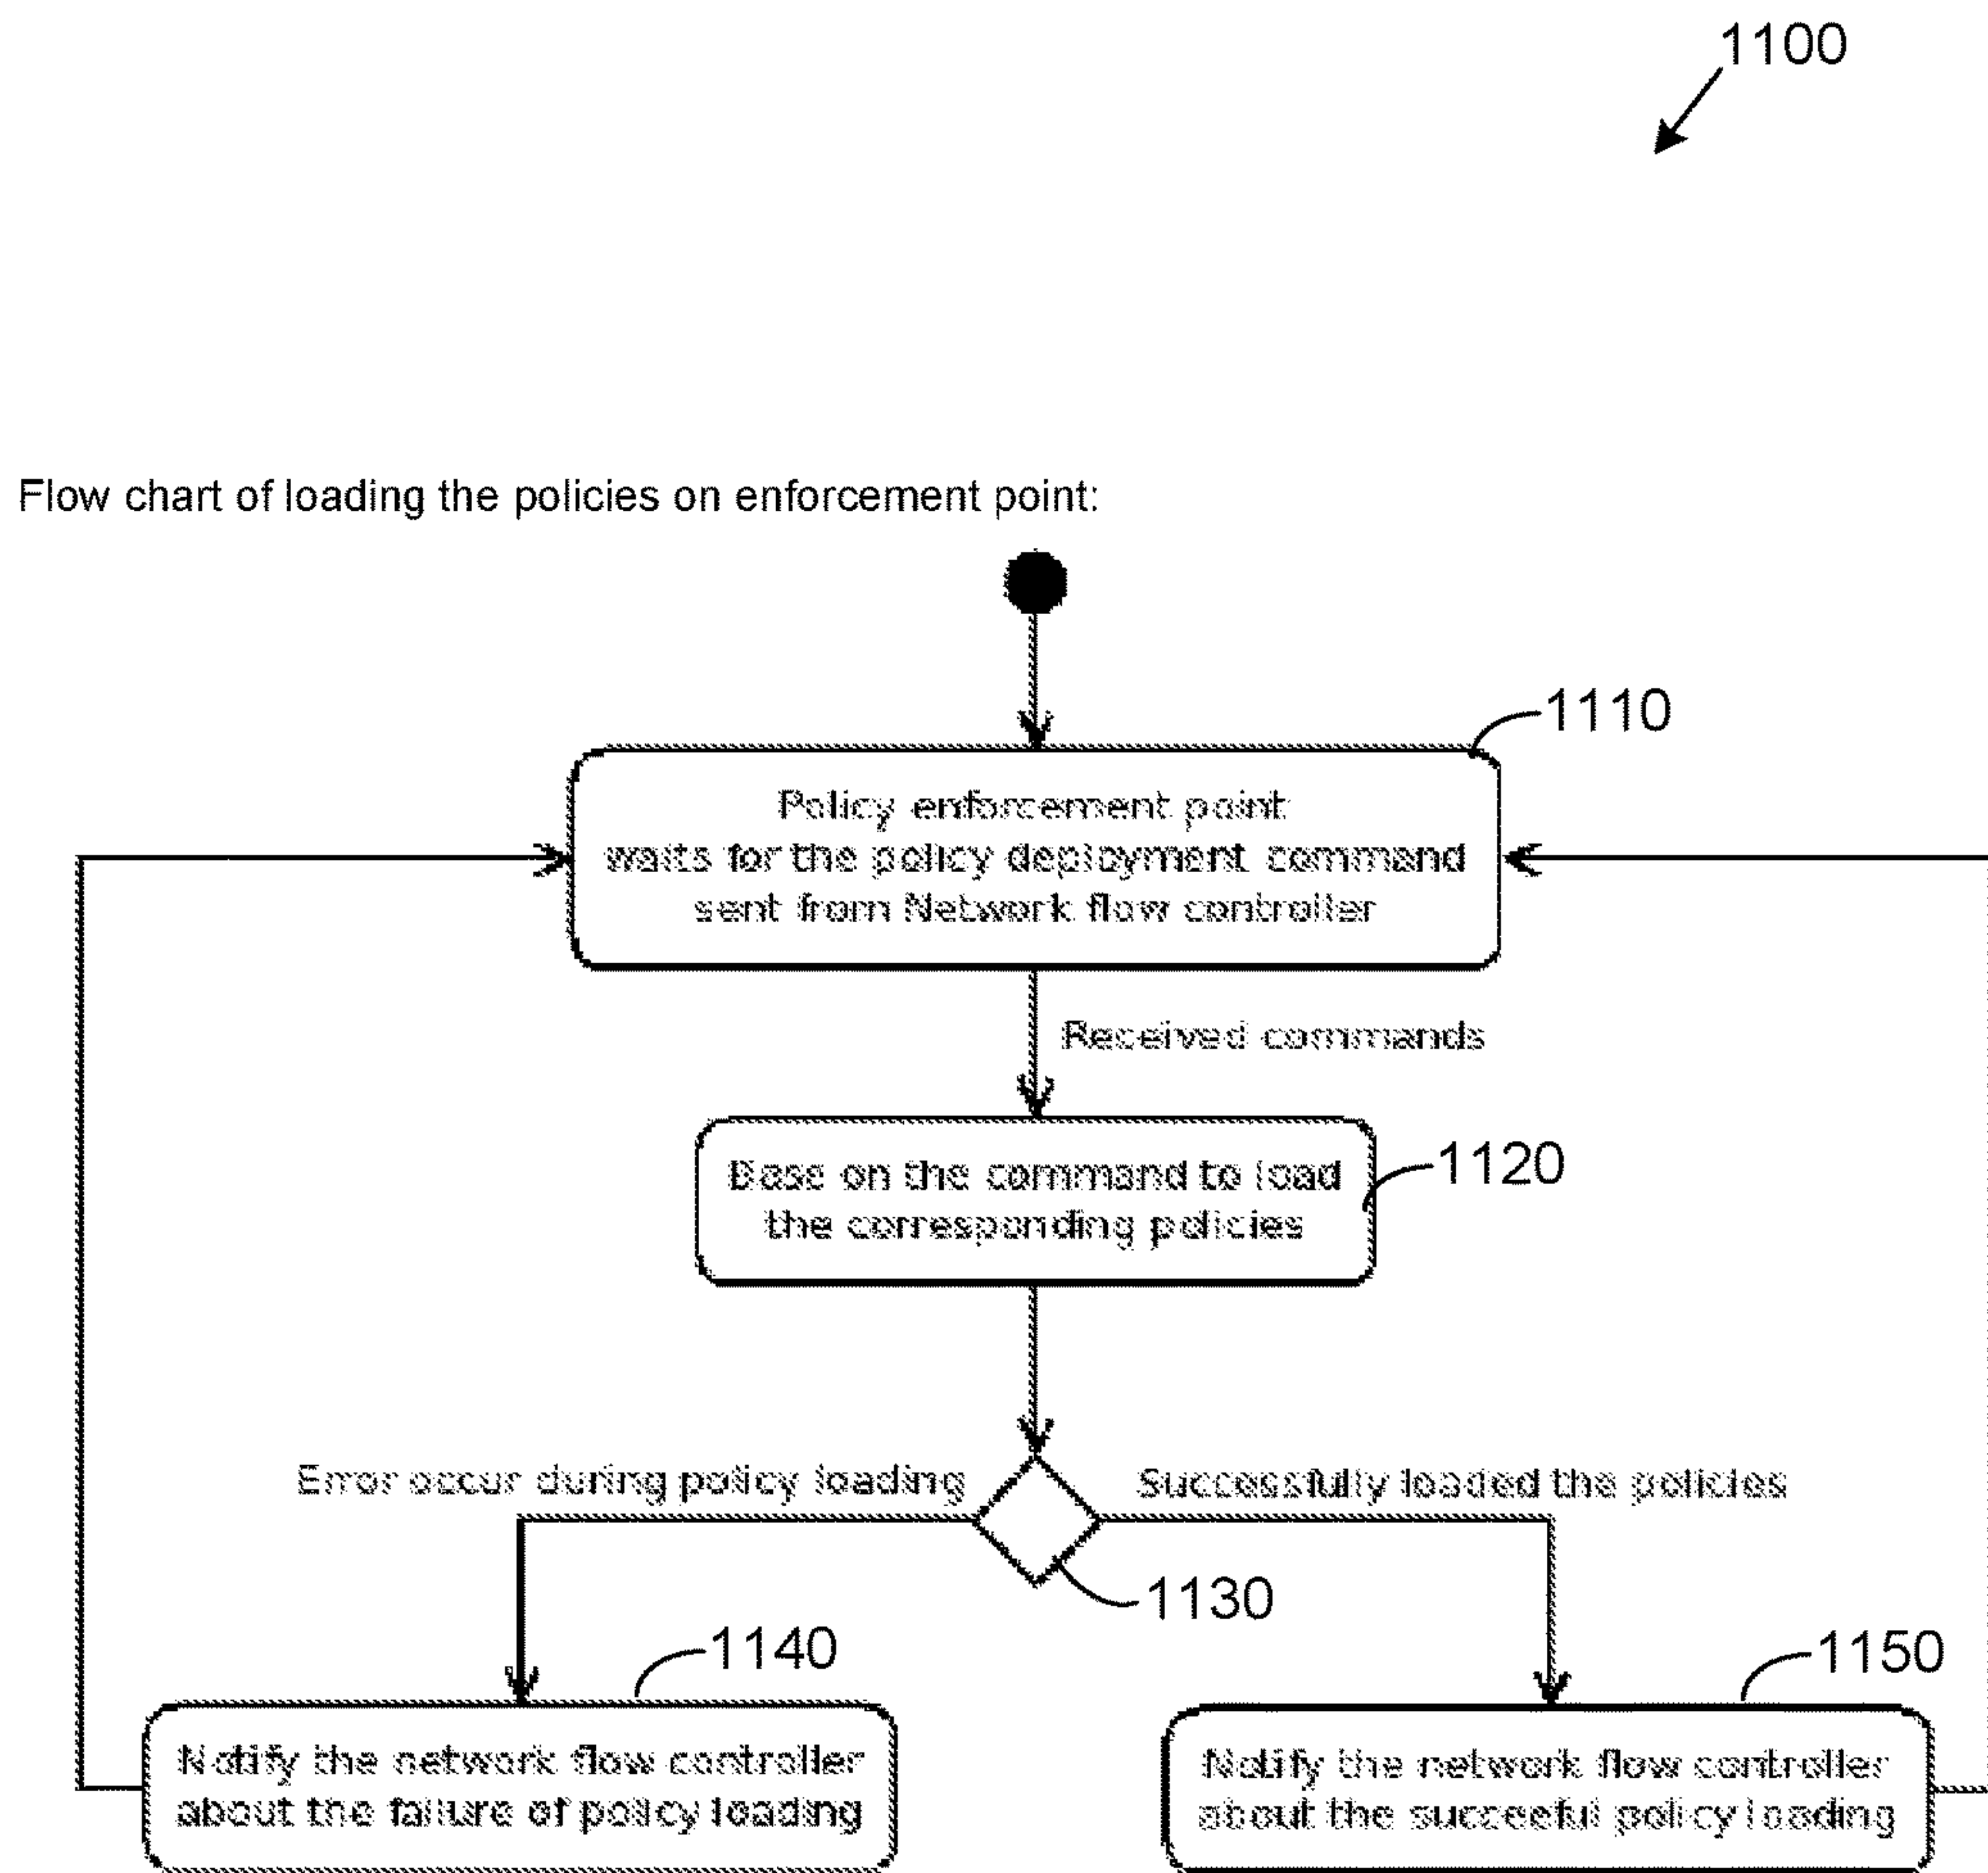 1100
Flow chart of loading the policies on enforcement point:
1110
Policy enforcement point
waits for the policy deployment command
sent from Network flow controller
Received commands
Base on the command to load
the corresponding policies
1120
Error occur during policy loading
Successfully loaded the policies
1130
1140
1150
Notify the network flow controller
about the failure of policy loading
Notify the network flow controller
about the succeeful policy loading